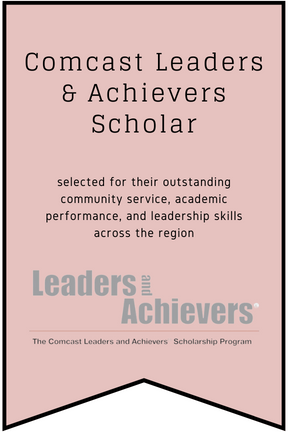 Comcast Leaders
& Achievers
Scholar
selected for their outstanding
community service, academic
performance, and leadership skills
across the region
Leaders and
Achievers
The Comcast Leaders and Achievers Scholarship Program